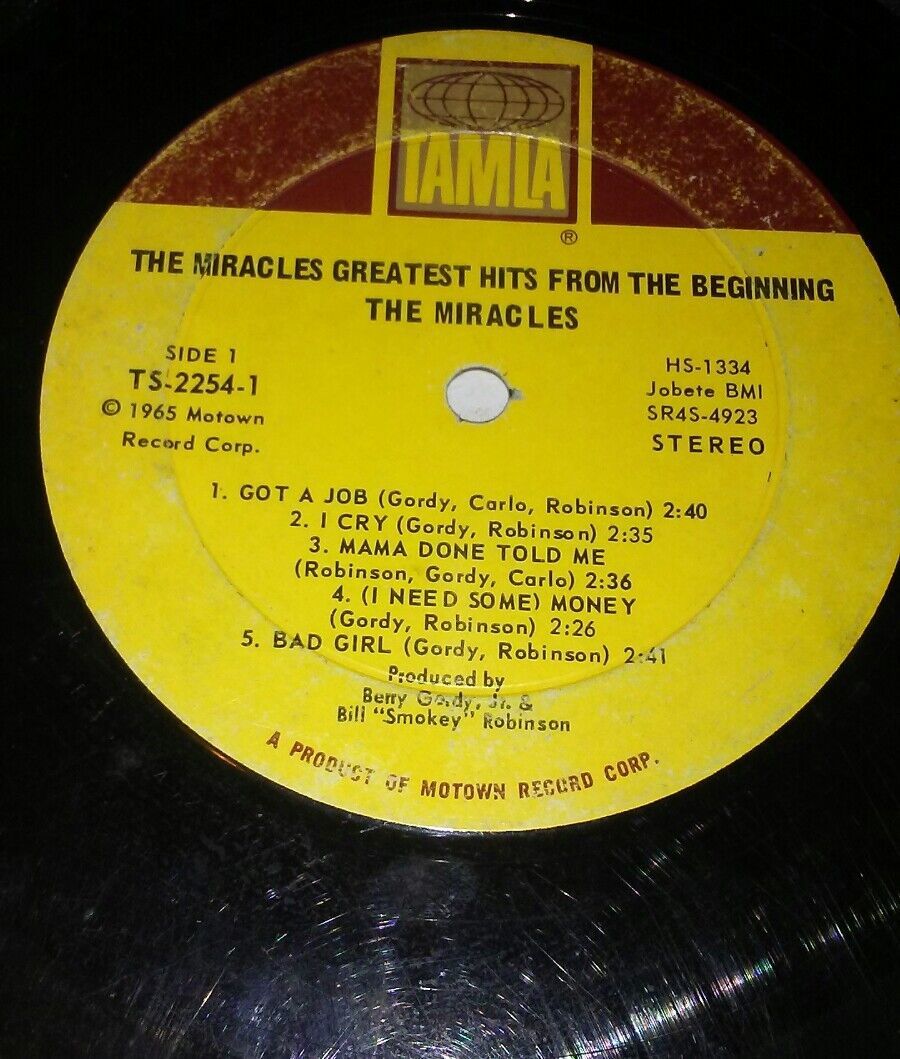 TAMLA
®
THE MIRACLES GREATEST HITS FROM THE BEGINNING
THE MIRACLES
SIDE 1
TS-2254-1
© 1965 Motown
Record Corp.
HS-1334
Jobete BMI
SR4S-4923
STEREO
1. GOT A JOB (Gordy, Carlo, Robinson) 2:40
2. I CRY (Gordy, Robinson) 2:35
3. MAMA DONE TOLD ME
(Robinson, Gordy, Carlo) 2:36
4. (I NEED SOME) MONEY
(Gordy, Robinson) 2:26
5. BAD GIRL (Gordy, Robinson) 2:41
Produced by
Berry Gordy, Jr. &
Bill "Smokey" Robinson
A PRODUCT OF MOTOWN RECORD CORP.